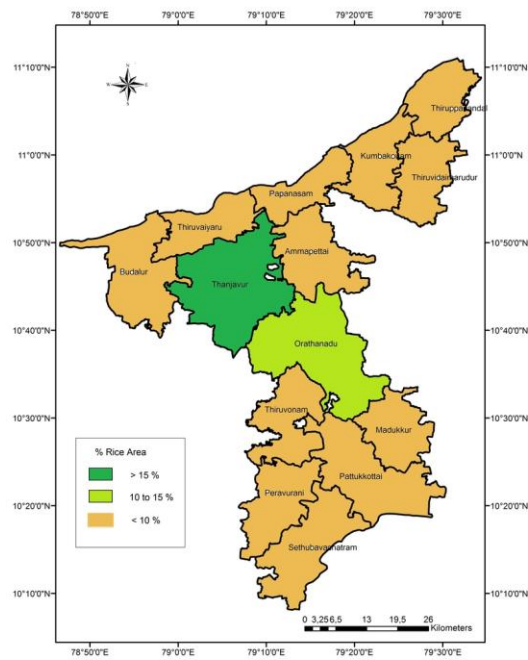 78°50'0"E 79°0'0"E 79°10'0"E 79°20'0"E 79°30'0"E
11°10'0"N 11°10'0"N
N
W E
S
Thiruppanandal
Kumbakonam
11°0'0"N 11°0'0"N
Thiruvidaimarudur
Papanasam
Thiruvaiyaru
10°50'0"N 10°50'0"N
Ammapettai
Budalur
Thanjavur
10°40'0"N 10°40'0"N
Orathanadu
Thiruvonam
10°30'0"N 10°30'0"N
Madukkur
% Rice Area
> 15 %
10 to 15 %
< 10 %
Pattukkottai
Peravurani
10°20'0"N 10°20'0"N
Sethubavachatram
10°10'0"N 10°10'0"N
0 3,25 6,5 13 19,5 26
Kilometers
78°50'0"E 79°0'0"E 79°10'0"E 79°20'0"E 79°30'0"E